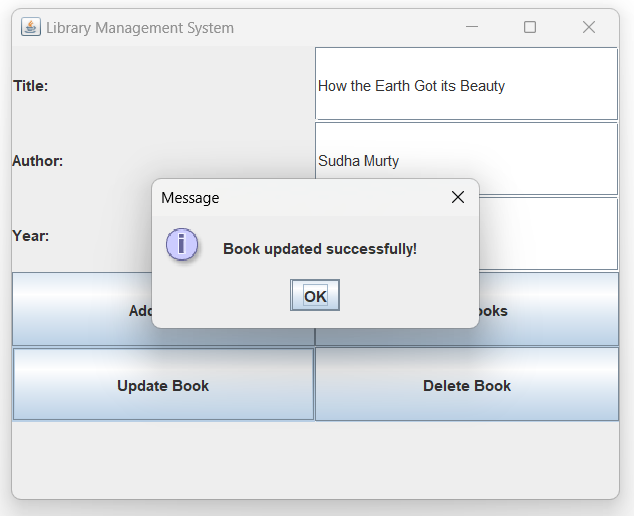 Library Management System
Title:
How the Earth Got its Beauty
Author:
Sudha Murty
Message
Year:
Book updated successfully!
OK
Update Book
Delete Book